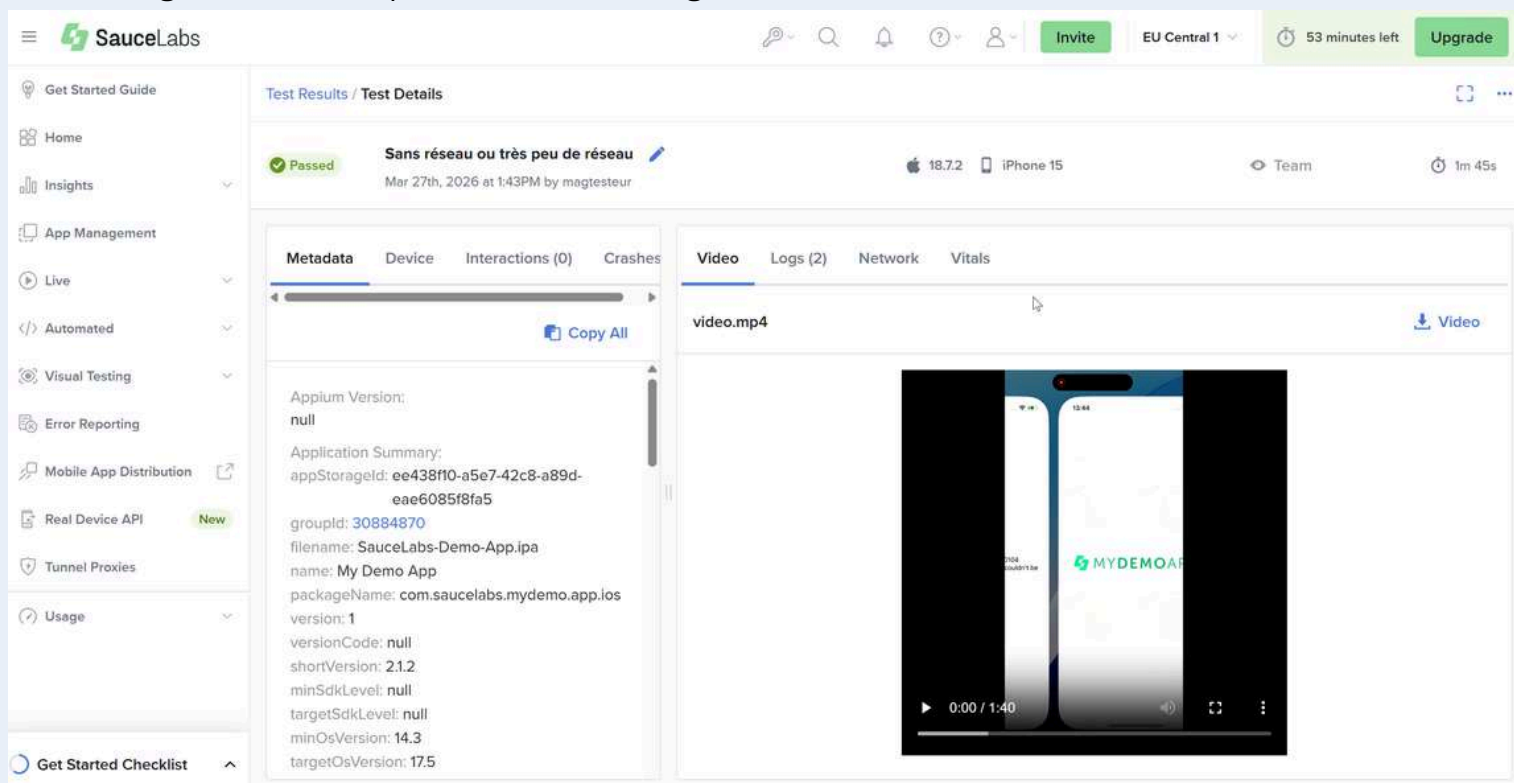 SauceLabs
Invite
EU Central 1
53 minutes left
Upgrade
Get Started Guide
Home
Insights
App Management
Live
Automated
Visual Testing
Error Reporting
Mobile App Distribution
Real Device API New
Tunnel Proxies
Usage
Get Started Checklist
Test Results / Test Details
Passed
Sans réseau ou très peu de réseau
Mar 27th, 2026 at 1:43PM by magtesteur
18.7.2 iPhone 15
Team
1m 45s
Metadata Device Interactions (0) Crashes
Copy All
Appium Version:
null
Application Summary:
appStorageId: ee438f10-a5e7-42c8-a89d-
eae6085f8fa5
groupId: 30884870
filename: SauceLabs-Demo-App.ipa
name: My Demo App
packageName: com.saucelabs.mydemo.app.ios
version: 1
versionCode: null
shortVersion: 2.1.2
minSdkLevel: null
targetSdkLevel: null
minOsVersion: 14.3
targetOsVersion: 17.5
Video Logs (2) Network Vitals
video.mp4
Video
13:44
couldn't be
MYDEMOAP
0:00 / 1:40